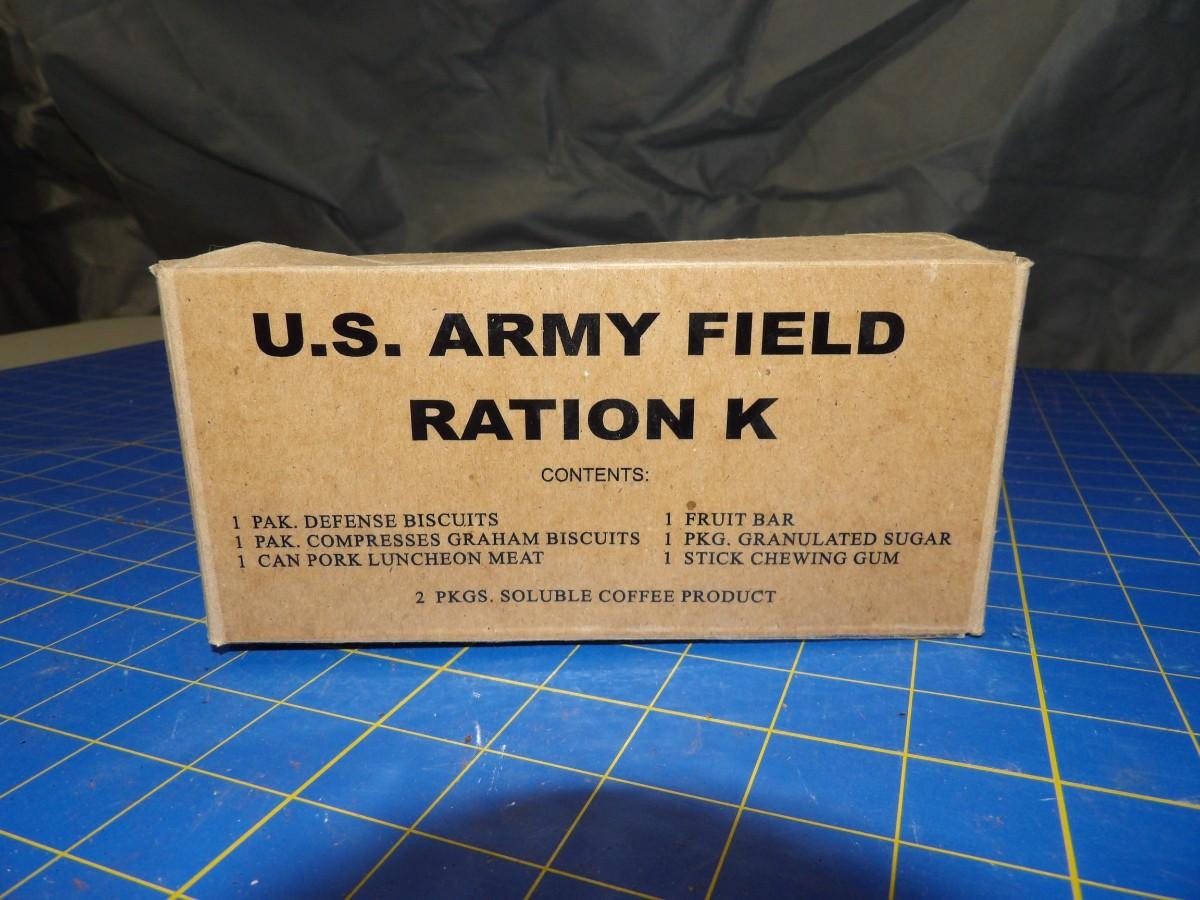 U.S. ARMY FIELD
RATION K
CONTENTS:
1 PAK. DEFENSE BISCUITS
1 PAK. COMPRESSES GRAHAM BISCUITS
1 CAN PORK LUNCHEON MEAT
1 FRUIT BAR
1 PKG. GRANULATED SUGAR
1 STICK CHEWING GUM
2 PKGS. SOLUBLE COFFEE PRODUCT